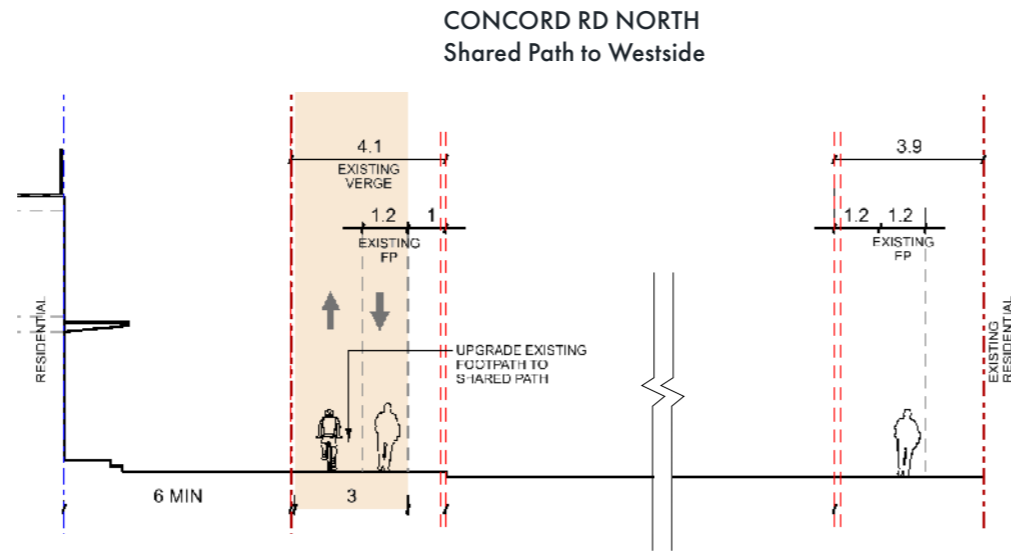 CONCORD RD NORTH
Shared Path to Westside
4.1
EXISTING
VERGE
1.2
1
EXISTING
FP
3.9
1.2
1.2
EXISTING
FP
RESIDENTIAL
UPGRADE EXISTING
FOOTPATH TO
SHARED PATH
EXISTING
RESIDENTIAL
6 MIN
3